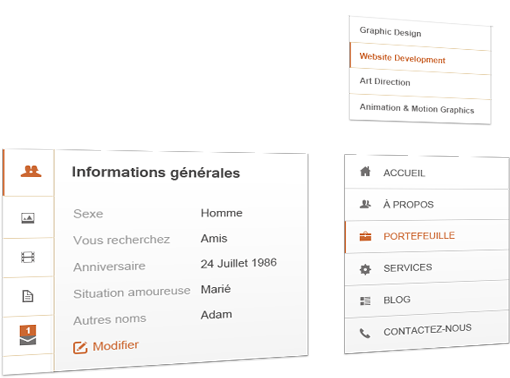 Graphic Design
Website Development
Art Direction
Animation & Motion Graphics
Informations générales
Sexe Homme
Vous recherchez Amis
Anniversaire 24 Juillet 1986
Situation amoureuse Marié
Autres noms Adam
Modifier
1
ACCUEIL
À PROPOS
PORTEFEUILLE
SERVICES
BLOG
CONTACTEZ-NOUS